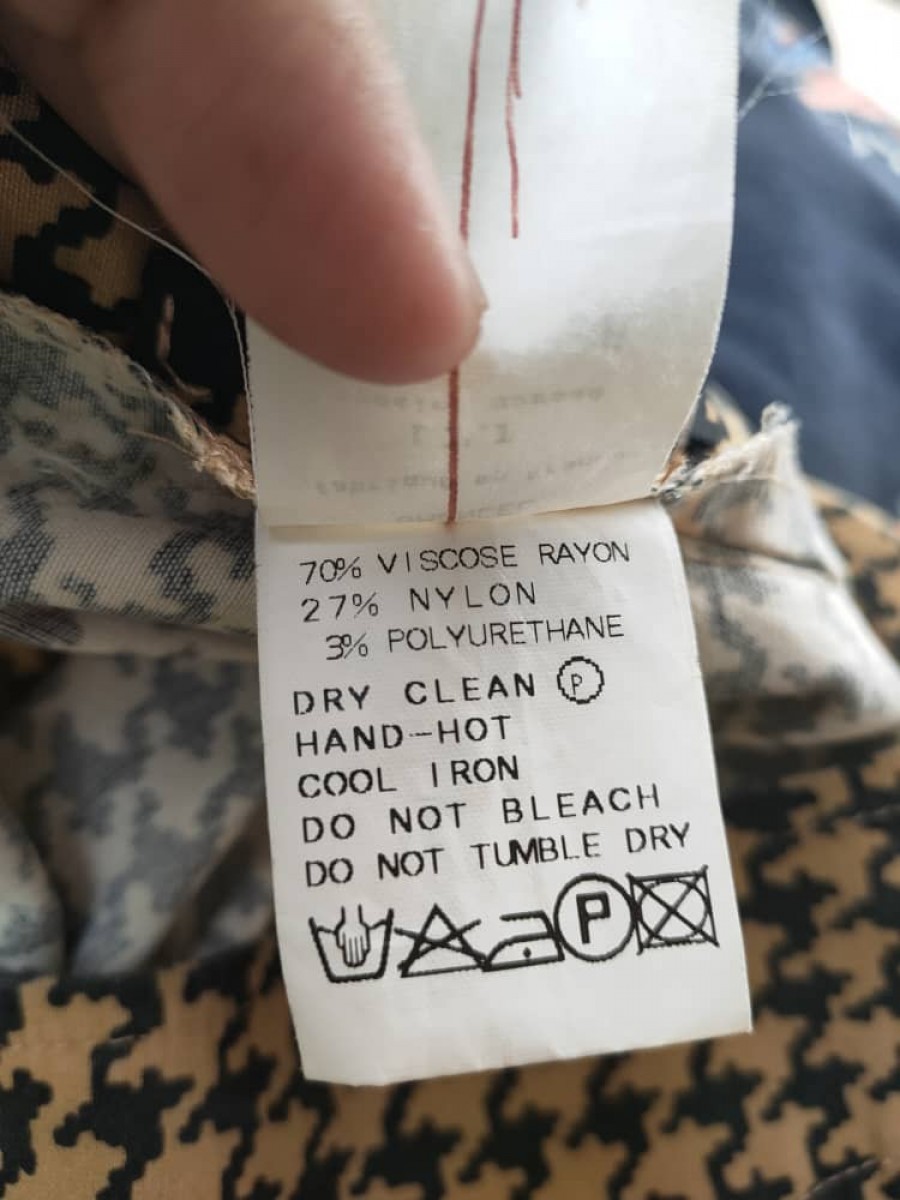 70% VISCOSE RAYON
27% NYLON
3% POLYURETHANE
DRY CLEAN Ⓟ
HAND-HOT
COOL IRON
DO NOT BLEACH
DO NOT TUMBLE DRY
P